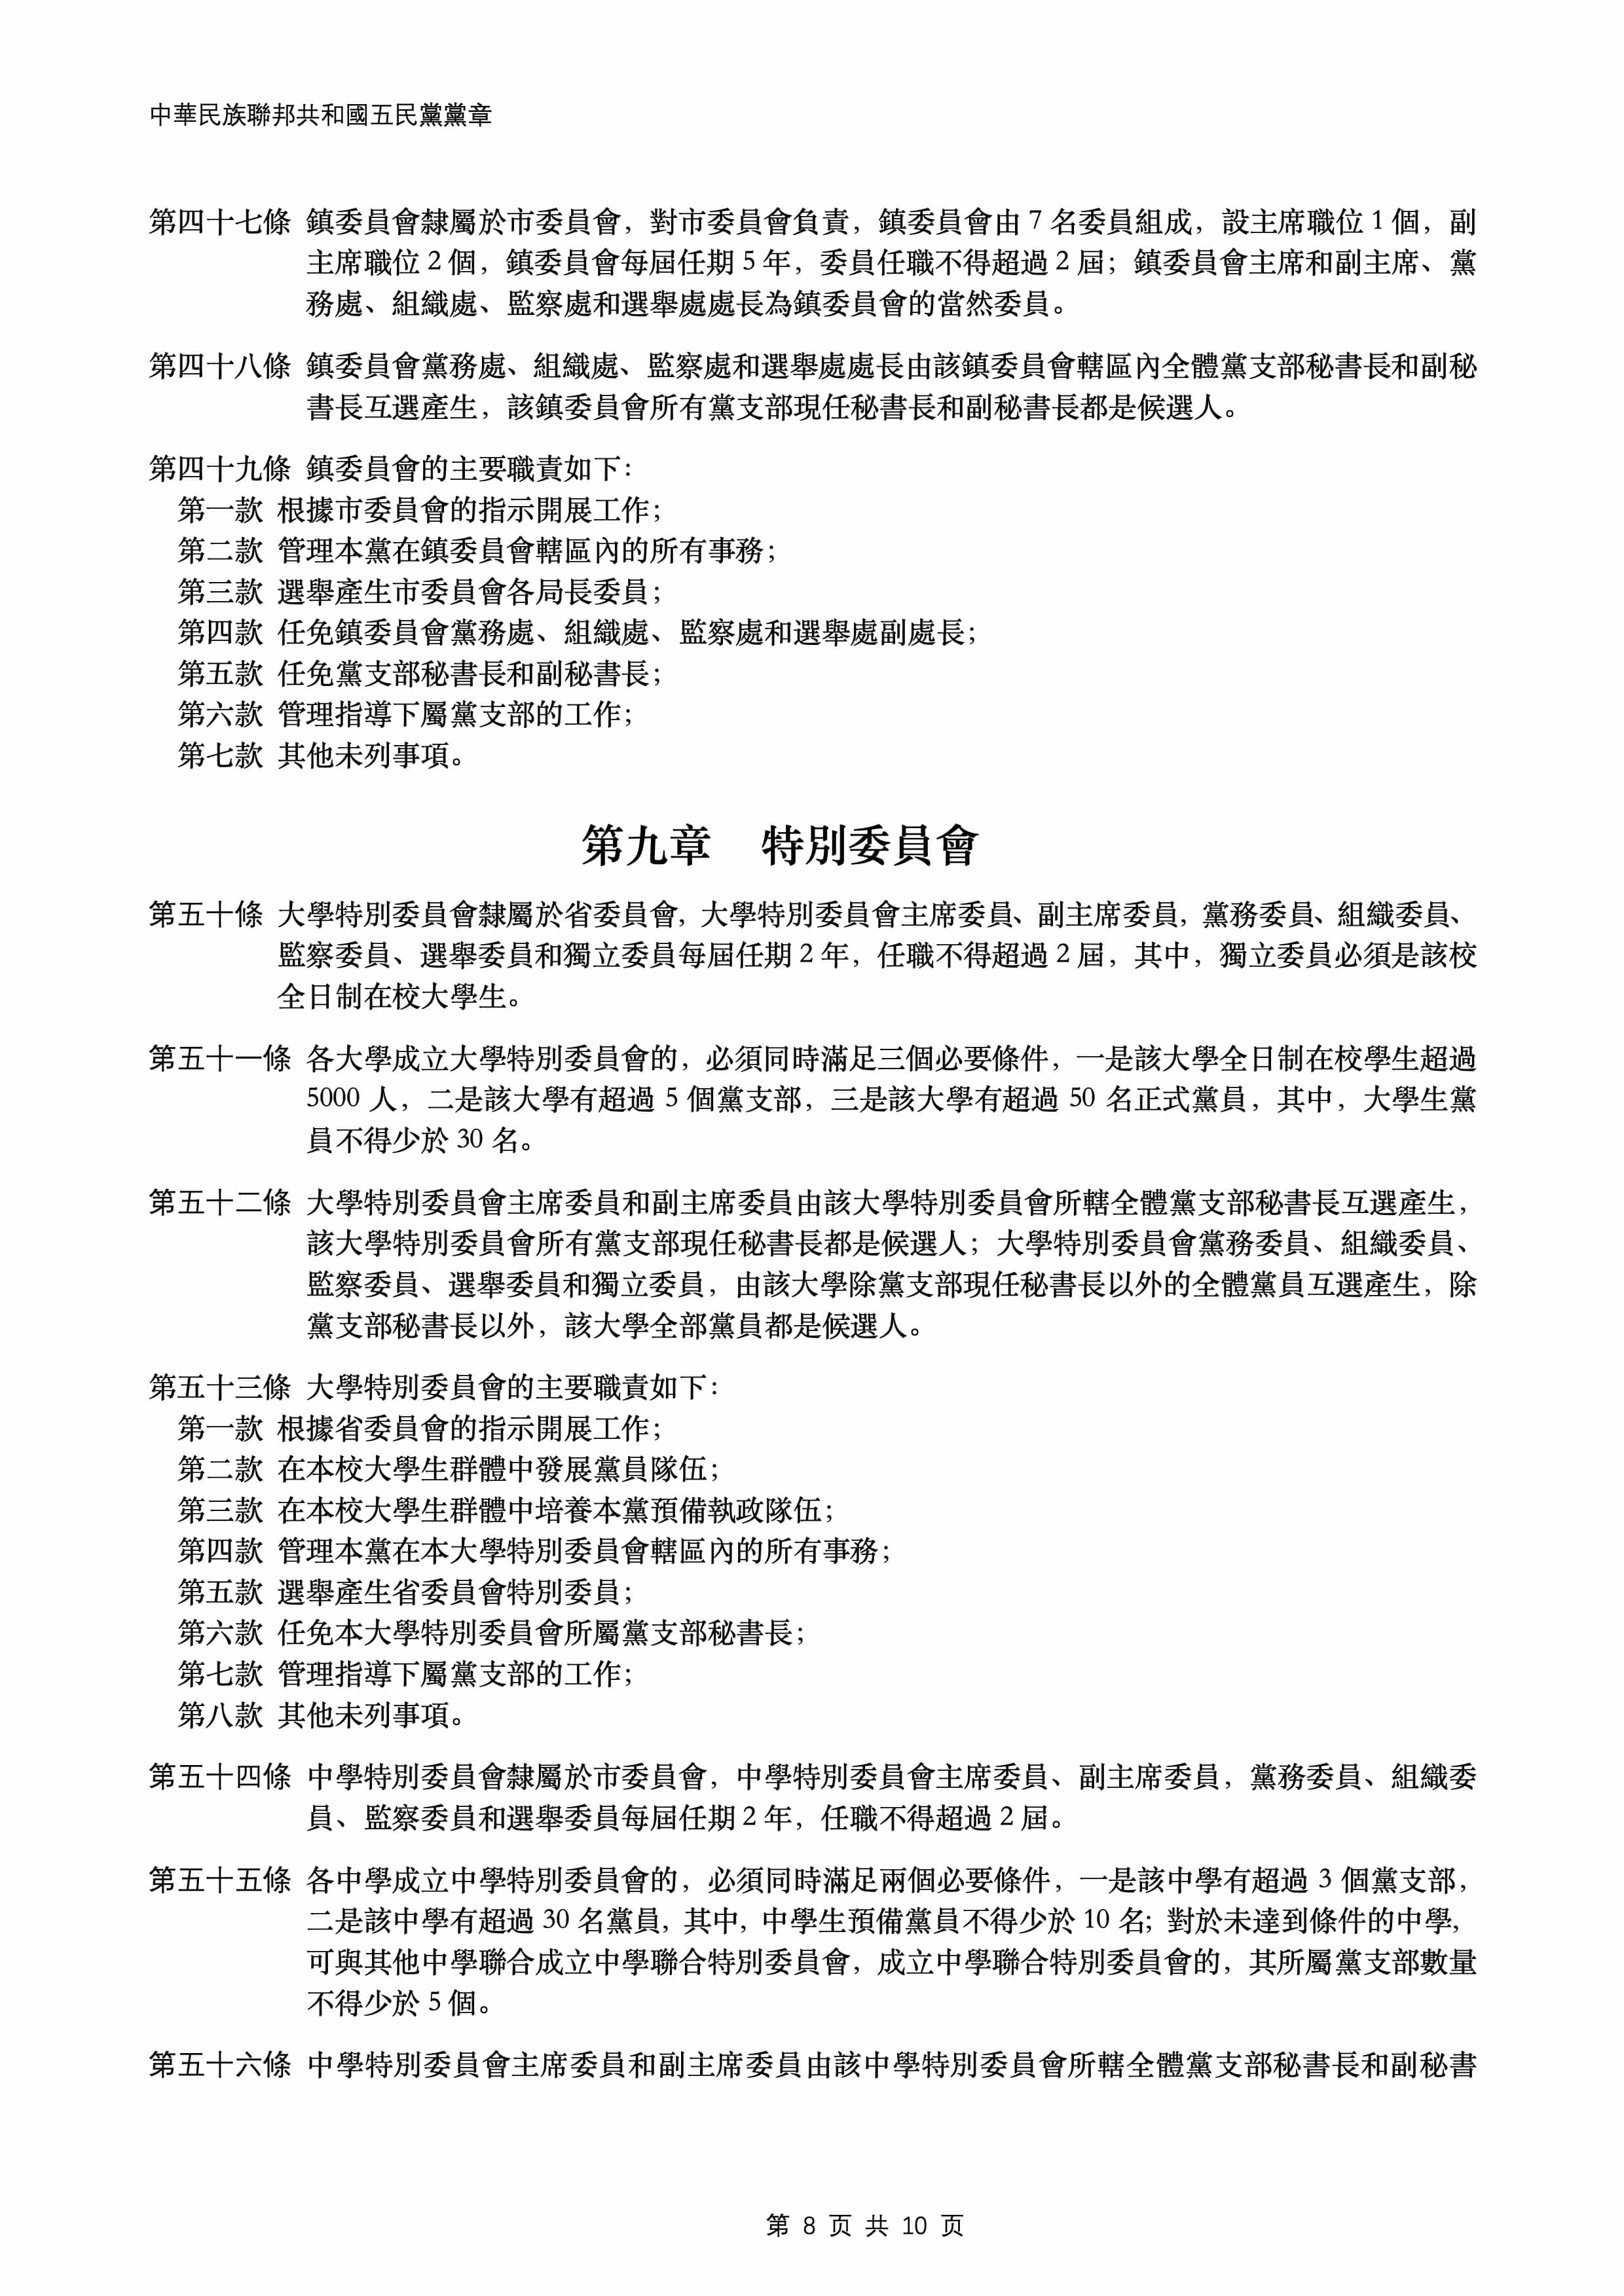 中華民族聯邦共和國五民黨黨章
第四十七條 鎮委員會隸屬於市委員會，對市委員會負責，鎮委員會由 7 名委員組成，設主席職位 1 個，副
主席職位 2 個，鎮委員會每屆任期 5 年，委員任職不得超過 2 屆；鎮委員會主席和副主席、黨
務處、組織處、監察處和選舉處處長為鎮委員會的當然委員。
第四十八條 鎮委員會黨務處、組織處、監察處和選舉處處長由該鎮委員會轄區內全體黨支部秘書長和副秘
書長互選產生，該鎮委員會所有黨支部現任秘書長和副秘書長都是候選人。
第四十九條 鎮委員會的主要職責如下：
第一款 根據市委員會的指示開展工作；
第二款 管理本黨在鎮委員會轄區內的所有事務；
第三款 選舉產生市委員會各局長委員；
第四款 任免鎮委員會黨務處、組織處、監察處和選舉處副處長；
第五款 任免黨支部秘書長和副秘書長；
第六款 管理指導下屬黨支部的工作；
第七款 其他未列事項。
第九章 特別委員會
第五十條 大學特別委員會隸屬於省委員會，大學特別委員會主席委員、副主席委員，黨務委員、組織委員、
監察委員、選舉委員和獨立委員每屆任期 2 年，任職不得超過 2 屆，其中，獨立委員必須是該校
全日制在校大學生。
第五十一條 各大學成立大學特別委員會的，必須同時滿足三個必要條件，一是該大學全日制在校學生超過
5000 人，二是該大學有超過 5 個黨支部，三是該大學有超過 50 名正式黨員，其中，大學生黨
員不得少於 30 名。
第五十二條 大學特別委員會主席委員和副主席委員由該大學特別委員會所轄全體黨支部秘書長互選產生，
該大學特別委員會所有黨支部現任秘書長都是候選人；大學特別委員會黨務委員、組織委員、
監察委員、選舉委員和獨立委員，由該大學除黨支部現任秘書長以外的全體黨員互選產生，除
黨支部秘書長以外，該大學全部黨員都是候選人。
第五十三條 大學特別委員會的主要職責如下：
第一款 根據省委員會的指示開展工作；
第二款 在本校大學生群體中發展黨員隊伍；
第三款 在本校大學生群體中培養本黨預備執政隊伍；
第四款 管理本黨在本大學特別委員會轄區內的所有事務；
第五款 選舉產生省委員會特別委員；
第六款 任免本大學特別委員會所屬黨支部秘書長；
第七款 管理指導下屬黨支部的工作；
第八款 其他未列事項。
第五十四條 中學特別委員會隸屬於市委員會，中學特別委員會主席委員、副主席委員，黨務委員、組織委
員、監察委員和選舉委員每屆任期 2 年，任職不得超過 2 屆。
第五十五條 各中學成立中學特別委員會的，必須同時滿足兩個必要條件，一是該中學有超過 3 個黨支部，
二是該中學有超過 30 名黨員，其中，中學生預備黨員不得少於 10 名；對於未達到條件的中學，
可與其他中學聯合成立中學聯合特別委員會，成立中學聯合特別委員會的，其所屬黨支部數量
不得少於 5 個。
第五十六條 中學特別委員會主席委員和副主席委員由該中學特別委員會所轄全體黨支部秘書長和副秘書
第 8 页 共 10 页